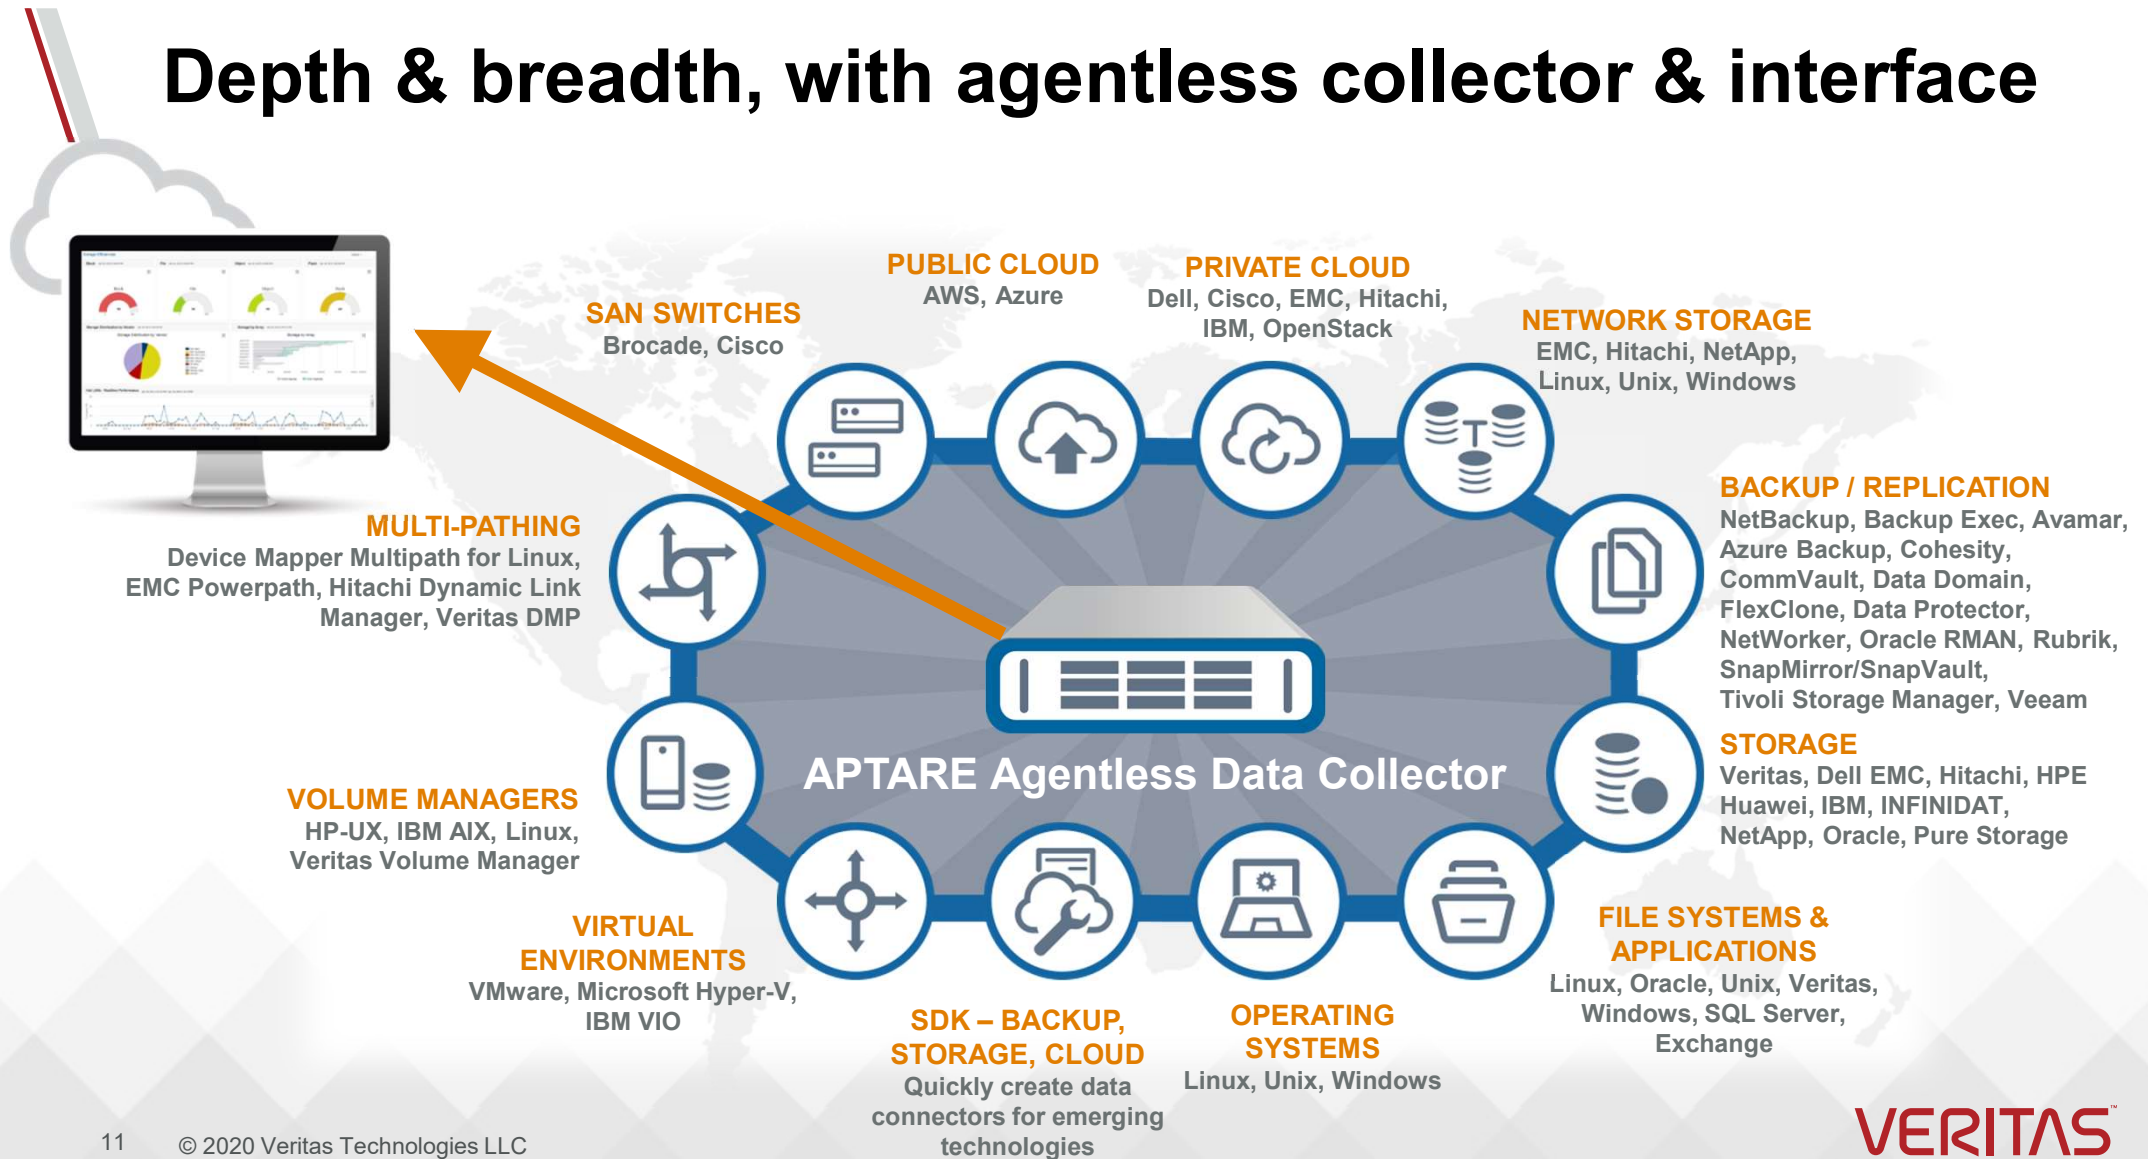 Depth & breadth, with agentless collector & interface
PUBLIC CLOUD
AWS, Azure
PRIVATE CLOUD
Dell, Cisco, EMC, Hitachi,
IBM, OpenStack
SAN SWITCHES
Brocade, Cisco
NETWORK STORAGE
EMC, Hitachi, NetApp,
Linux, Unix, Windows
BACKUP / REPLICATION
NetBackup, Backup Exec, Avamar,
Azure Backup, Cohesity,
CommVault, Data Domain,
FlexClone, Data Protector,
NetWorker, Oracle RMAN, Rubrik,
SnapMirror/SnapVault,
Tivoli Storage Manager, Veeam
MULTI-PATHING
Device Mapper Multipath for Linux,
EMC Powerpath, Hitachi Dynamic Link
Manager, Veritas DMP
APTARE Agentless Data Collector
STORAGE
Veritas, Dell EMC, Hitachi, HPE
Huawei, IBM, INFINIDAT,
NetApp, Oracle, Pure Storage
VOLUME MANAGERS
HP-UX, IBM AIX, Linux,
Veritas Volume Manager
VIRTUAL
ENVIRONMENTS
VMware, Microsoft Hyper-V,
IBM VIO
SDK – BACKUP,
STORAGE, CLOUD
Quickly create data
connectors for emerging
technologies
OPERATING
SYSTEMS
Linux, Unix, Windows
FILE SYSTEMS &
APPLICATIONS
Linux, Oracle, Unix, Veritas,
Windows, SQL Server,
Exchange
11
© 2020 Veritas Technologies LLC
VERITAS™